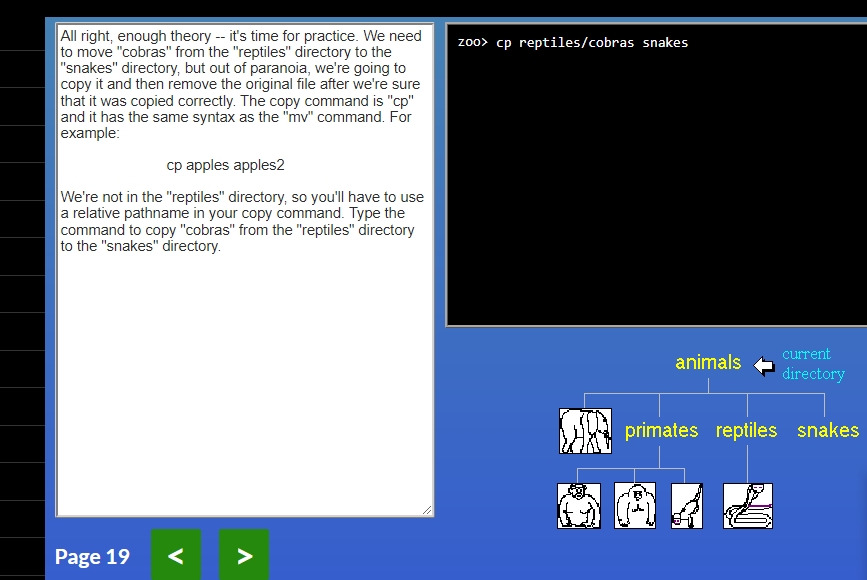 All right, enough theory -- it's time for practice. We need
to move "cobras" from the "reptiles" directory to the
"snakes" directory, but out of paranoia, we're going to
copy it and then remove the original file after we're sure
that it was copied correctly. The copy command is "cp"
and it has the same syntax as the "mv" command. For
example:
cp apples apples2
We're not in the "reptiles" directory, so you'll have to use
a relative pathname in your copy command. Type the
command to copy "cobras" from the "reptiles" directory
to the "snakes" directory.
zoo> cp reptiles/cobras snakes
animals
current
directory
primates reptiles snakes
Page 19 < >